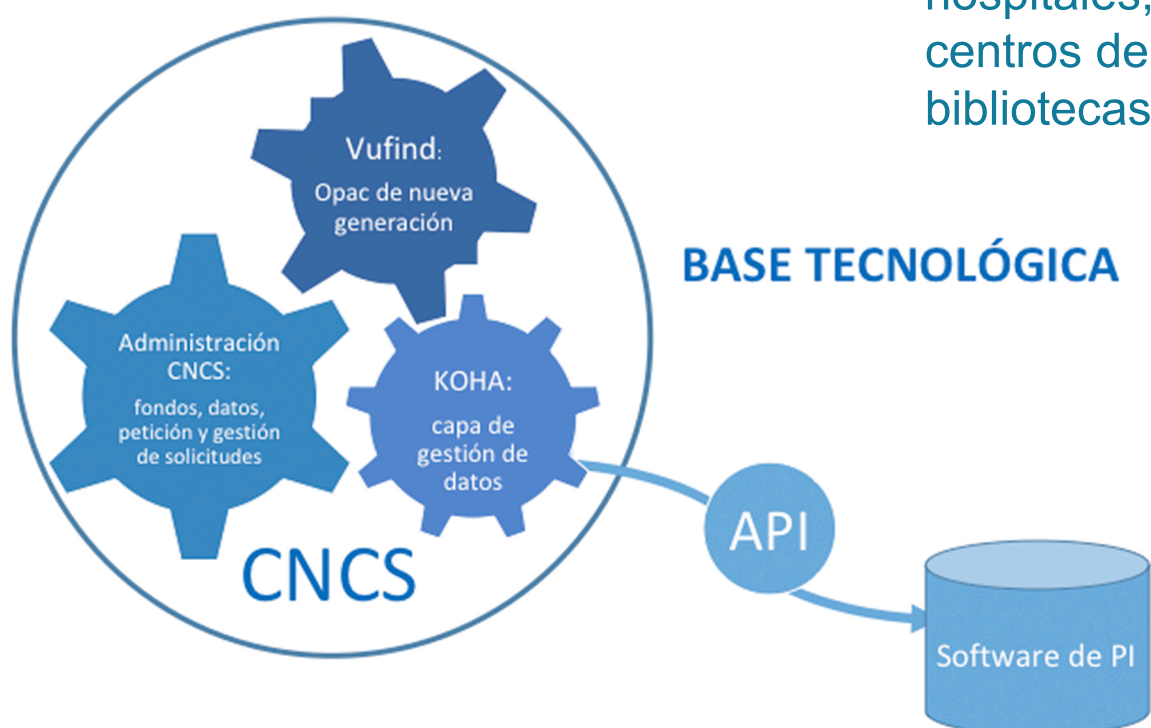 hospitales,
centros de
bibliotecas
Vufind:
Opac de nueva
generación
BASE TECNOLÓGICA
Administración
CNCS:
fondos, datos,
petición y gestión
de solicitudes
KOHA:
capa de
gestión de
datos
CNCS
API
Software de PI